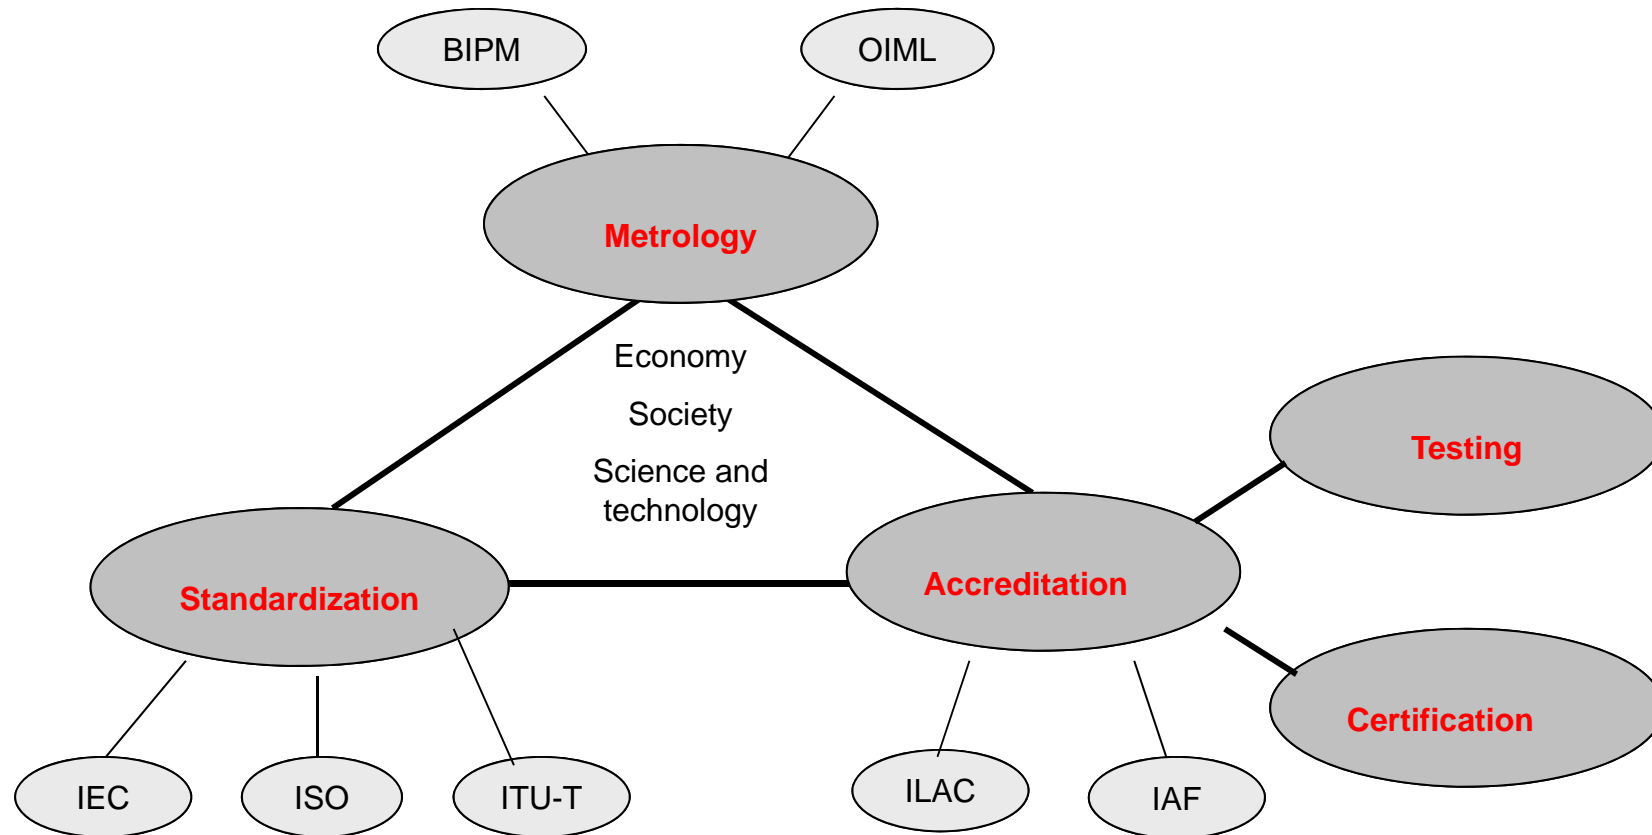 BIPM
OIML
Metrology
Economy
Society
Science and
technology
Testing
Standardization
Accreditation
Certification
IEC
ISO
ITU-T
ILAC
IAF